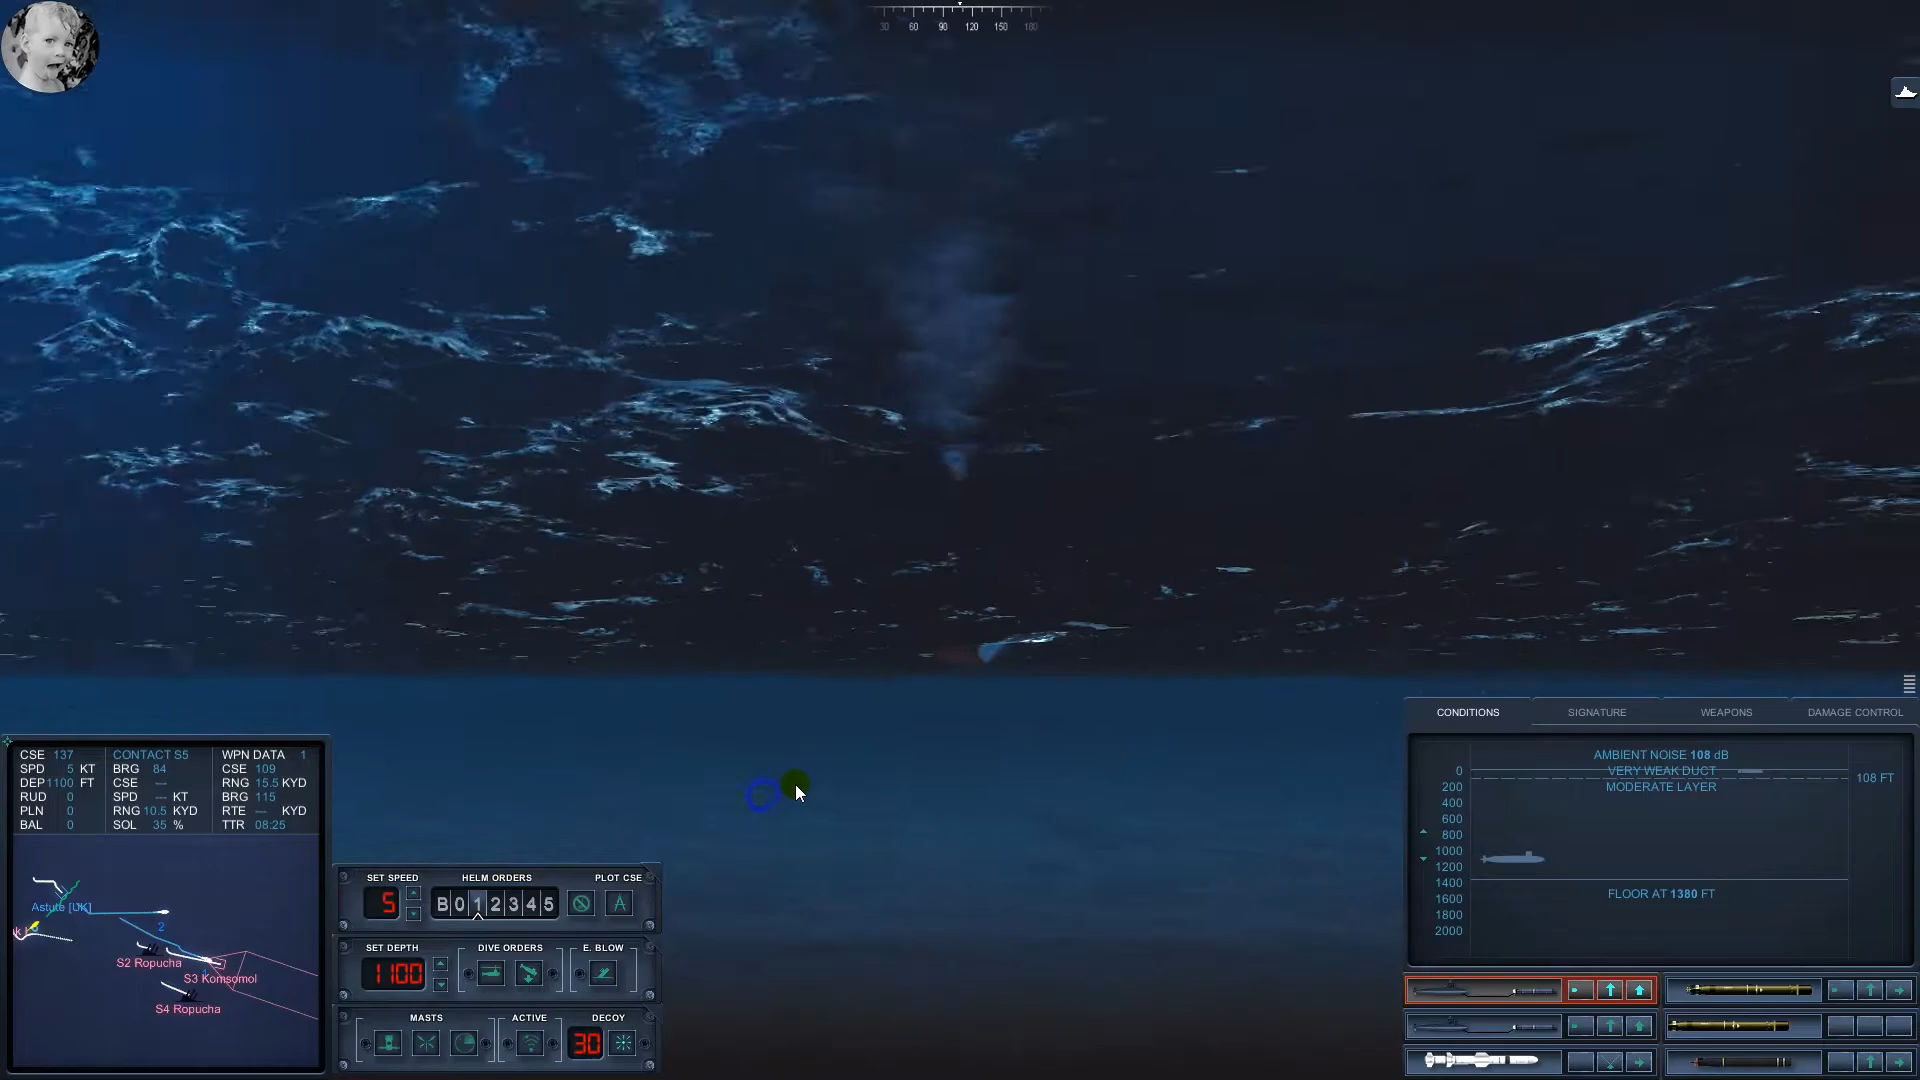 30 60 90 120 150 180
CSE 137
SPD 5 KT
DEP 1100 FT
RUD 0
PLN 0
BAL 0
CONTACT S5
BRG 84
CSE ---
SPD --- KT
RNG 10.5 KYD
SOL 35 %
WPN DATA 1
CSE 109
RNG 15.5 KYD
BRG 115
RTE --- KYD
TTR 08:25
Astute [UK]
2
S2 Ropucha
S3 Komsomol
S4 Ropucha
SET SPEED
HELM ORDERS
PLOT CSE
5
B 0 1 2 3 4 5
SET DEPTH
DIVE ORDERS
E. BLOW
1100
MASTS
ACTIVE
DECOY
30
CONDITIONS
SIGNATURE
WEAPONS
DAMAGE CONTROL
AMBIENT NOISE 108 dB
VERY WEAK DUCT
MODERATE LAYER
108 FT
0
200
400
600
800
1000
1200
1400
1600
1800
2000
FLOOR AT 1380 FT